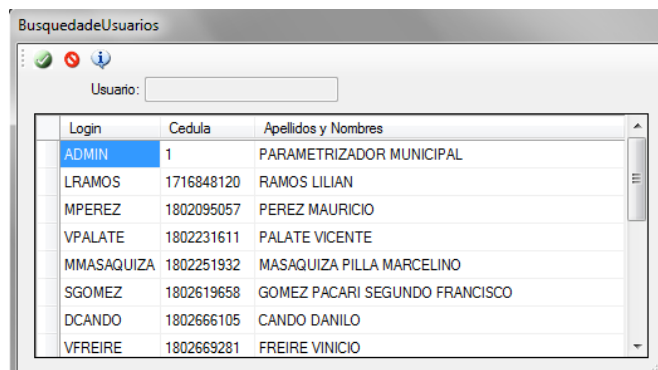 BusquedadeUsuarios
Usuario:
Login Cedula Apellidos y Nombres
ADMIN 1 PARAMETRIZADOR MUNICIPAL
LRAMOS 1716848120 RAMOS LILIAN
MPEREZ 1802095057 PEREZ MAURICIO
VPALATE 1802231611 PALATE VICENTE
MMASAQUIZA 1802251932 MASAQUIZA PILLA MARCELINO
SGOMEZ 1802619658 GOMEZ PACARI SEGUNDO FRANCISCO
DCANDO 1802666105 CANDO DANILO
VFREIRE 1802669281 FREIRE VINICIO